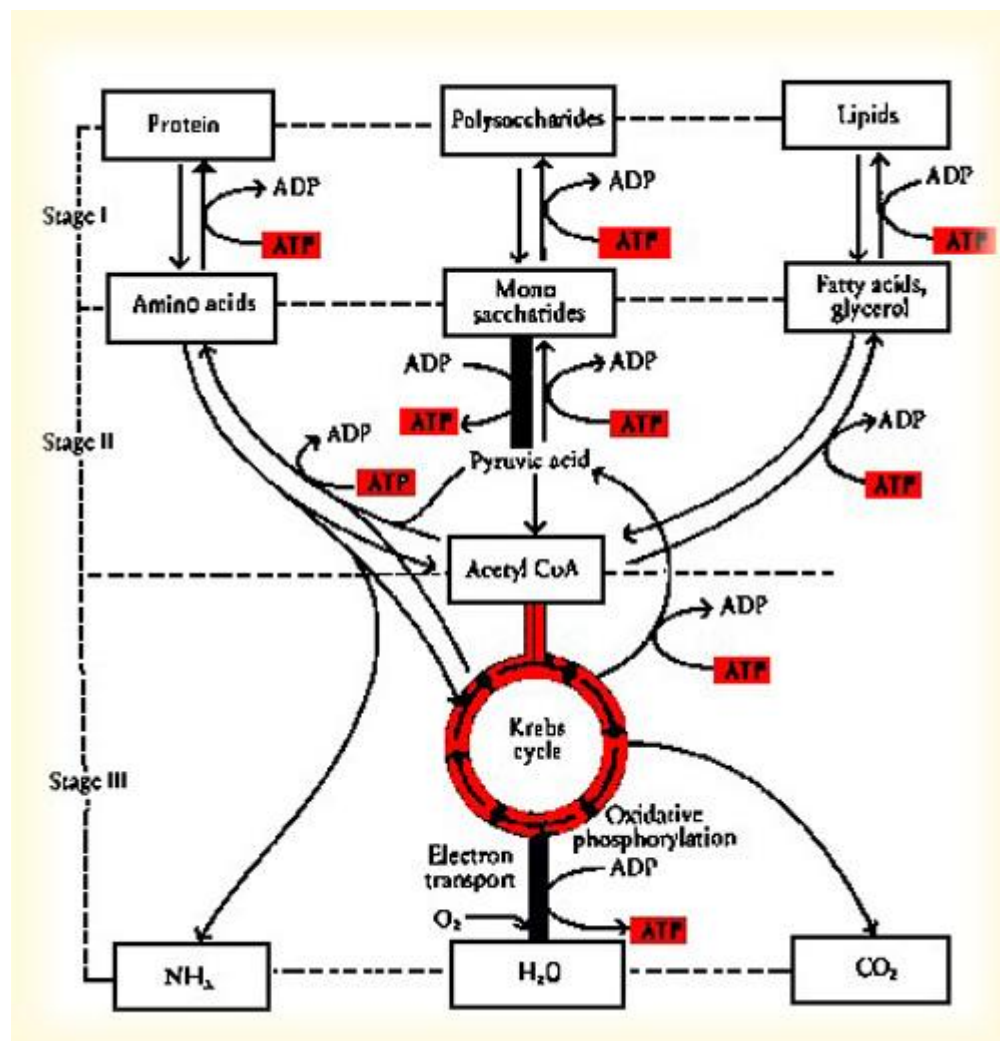 Protein
Polysaccharides
Lipids
ADP
ADP
ADP
Stage I
ATP
ATP
ATP
Amino acids
Mono
saccharides
Fatty acids,
glycerol
ADP
ADP
ATP
ATP
Stage II
ADP
ADP
Pyruvic acid
ATP
ATP
Acetyl CoA
ADP
ATP
Krebs
cycle
Stage III
Oxidative
phosphorylation
Electron
transport
ADP
O₂
ATP
NH₃
H₂O
CO₂